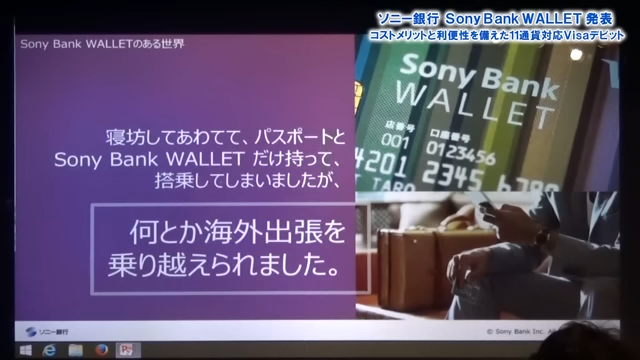 ソニー銀行 Sony Bank WALLET 発表
コストメリットと利便性を備えた11通貨対応Visaデビット
Sony Bank WALLETのある世界
Sony Bank
WALLET
店番号 口座番号
001 0123456
4201 2345 6780
TARO
寝坊してあわてて、パスポートと
Sony Bank WALLET だけ持って、
搭乗してしまいましたが、
何とか海外出張を
乗り越えられました。
ソニー銀行
© Sony Bank Inc.